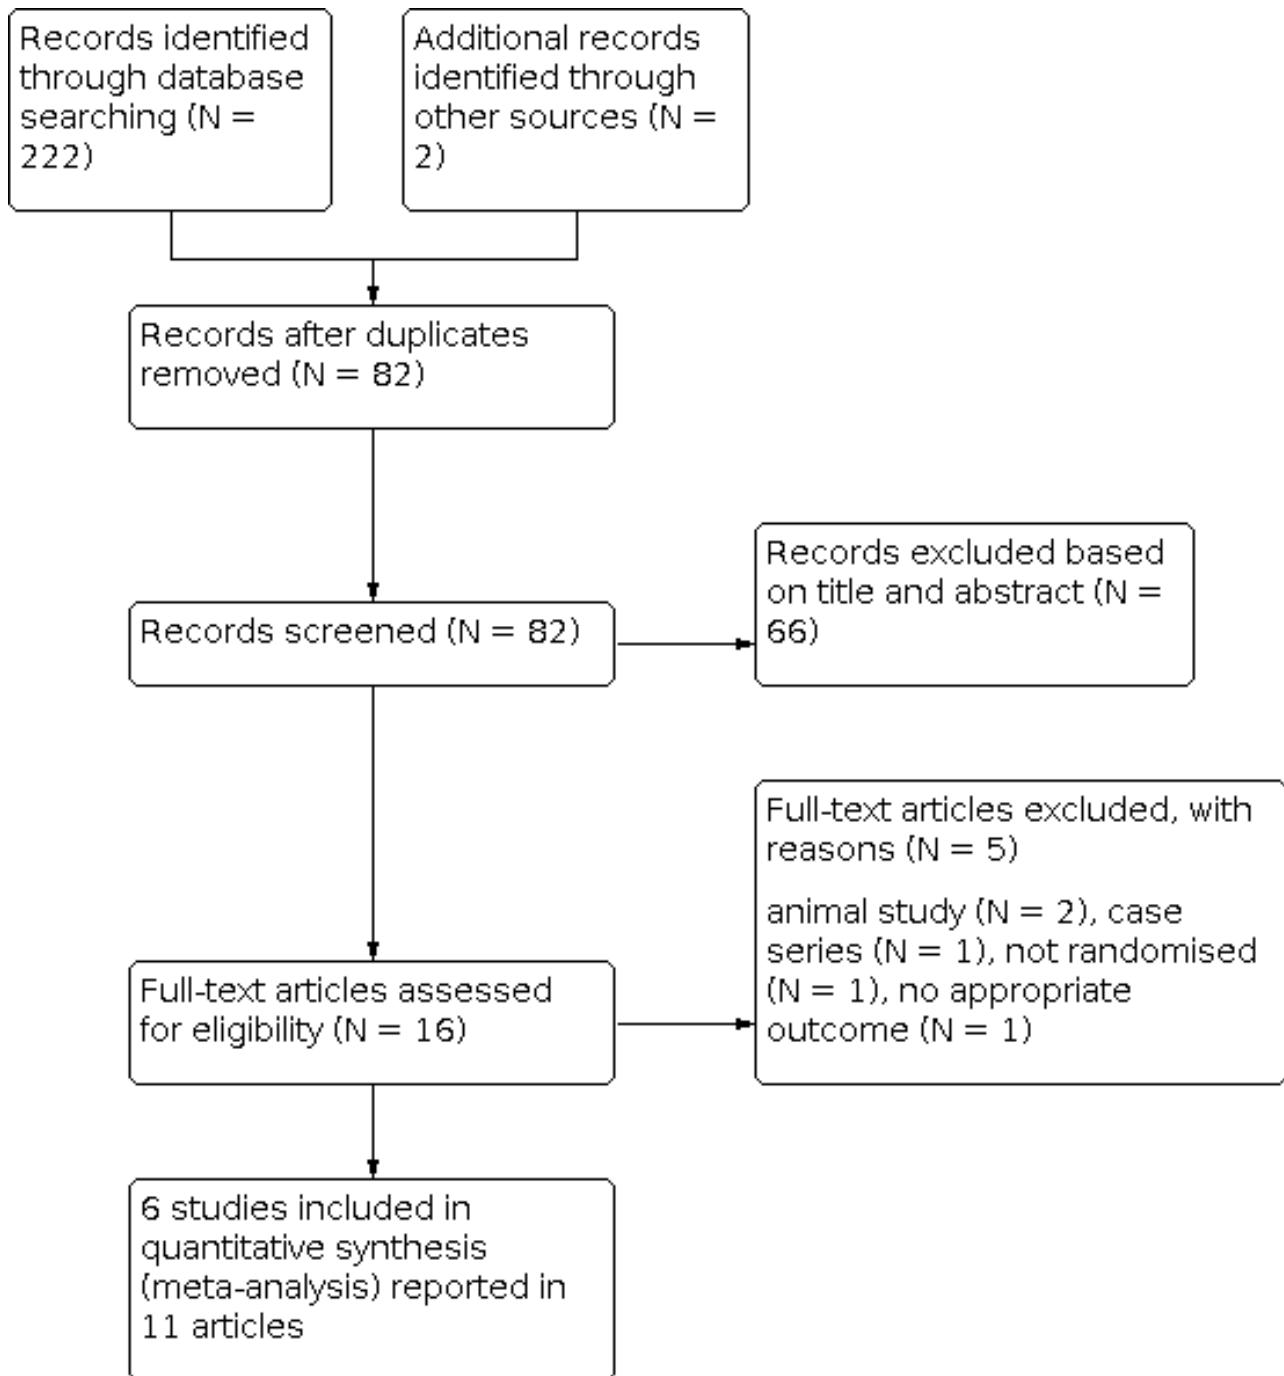 Records identified
through database
searching (N =
222)
Additional records
identified through
other sources (N =
2)
Records after duplicates
removed (N = 82)
Records screened (N = 82)
Records excluded based
on title and abstract (N =
66)
Full-text articles assessed
for eligibility (N = 16)
Full-text articles excluded, with
reasons (N = 5)
animal study (N = 2), case
series (N = 1), not randomised
(N = 1), no appropriate
outcome (N = 1)
6 studies included in
quantitative synthesis
(meta-analysis) reported in
11 articles